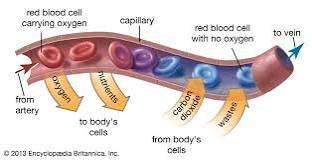 red blood cell
carrying oxygen
capillary
red blood cell
with no oxygen
to vein
from
artery
oxygen
nutrients
to body's
cells
carbon
dioxide
wastes
from body's
cells
© 2013 Encyclopædia Britannica, Inc.